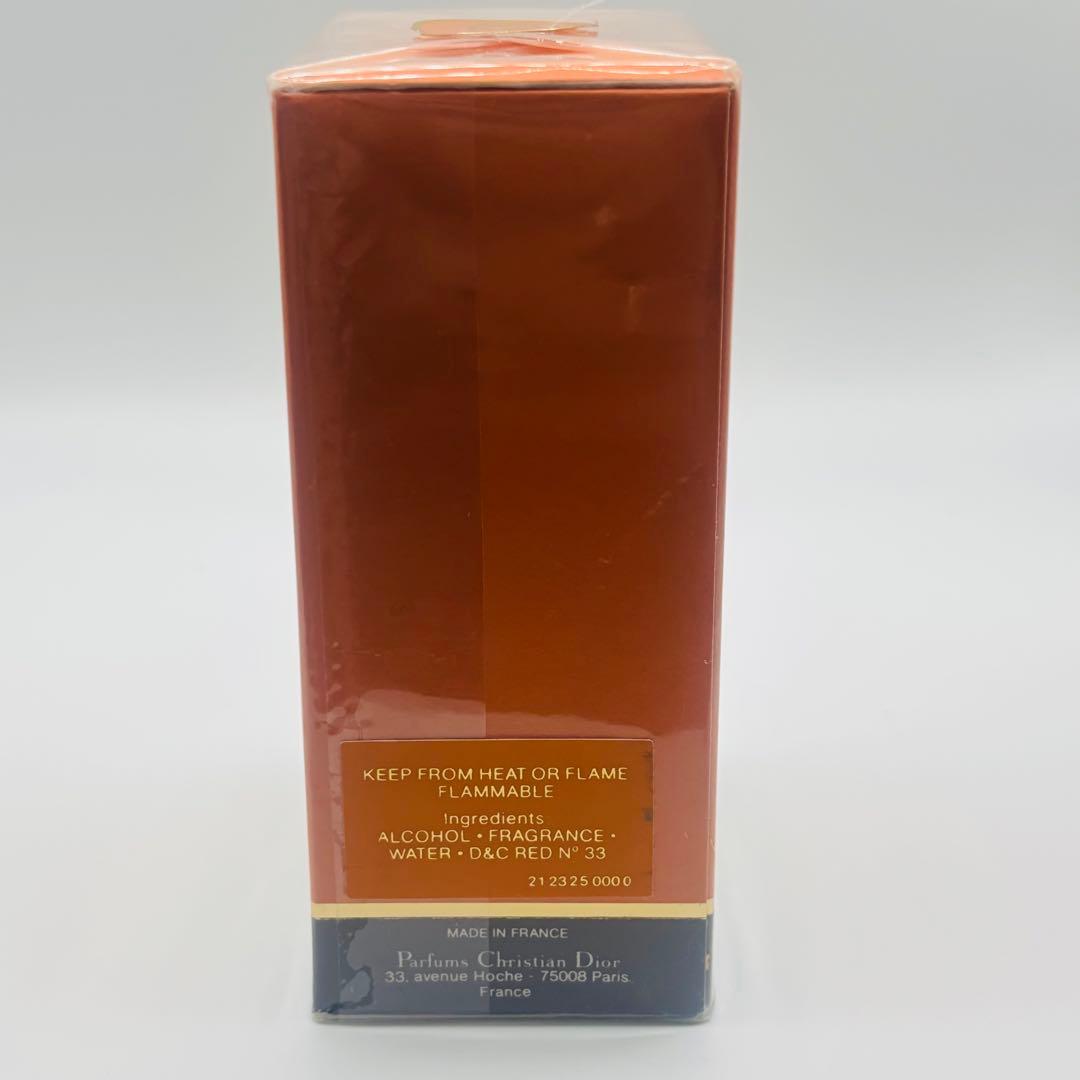 KEEP FROM HEAT OR FLAME
FLAMMABLE
Ingredients:
ALCOHOL • FRAGRANCE •
WATER • D&C RED Nº 33
212325 0000
MADE IN FRANCE
Parfums Christian Dior
33, avenue Hoche - 75008 Paris.
France